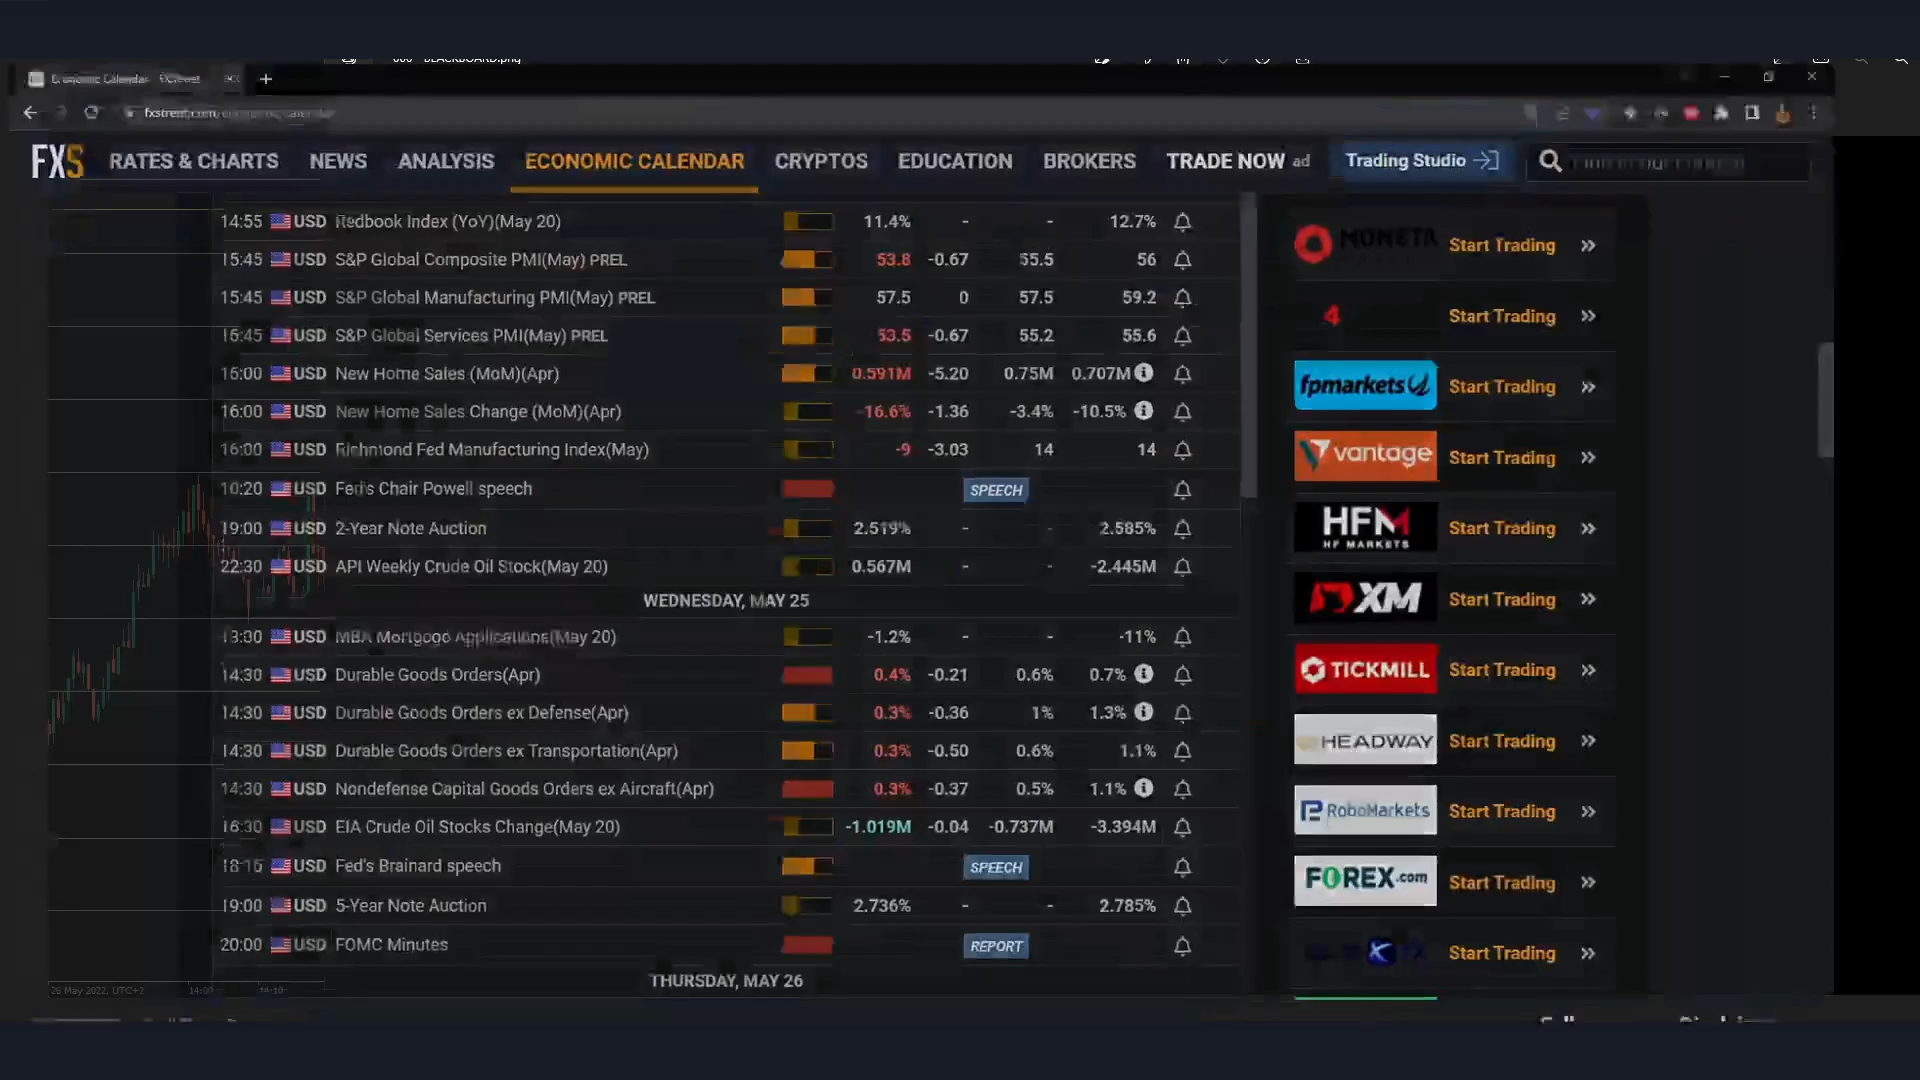 BLACKBOARD.png
Economic Calendar
FXS RATES & CHARTS NEWS ANALYSIS ECONOMIC CALENDAR CRYPTOS EDUCATION BROKERS TRADE NOW ad Trading Studio
14:55 USD Redbook Index (YoY)(May 20) 11.4% - - 12.7%
15:45 USD S&P Global Composite PMI(May) PREL 53.8 -0.67 55.5 56
15:45 USD S&P Global Manufacturing PMI(May) PREL 57.5 0 57.5 59.2
15:45 USD S&P Global Services PMI(May) PREL 53.5 -0.67 55.2 55.6
16:00 USD New Home Sales (MoM)(Apr) 0.591M -5.20 0.75M 0.707M
16:00 USD New Home Sales Change (MoM)(Apr) -16.6% -1.36 -3.4% -10.5%
16:00 USD Richmond Fed Manufacturing Index(May) -9 -3.03 14 14
USD Fed's Chair Powell speech SPEECH
19:00 USD 2-Year Note Auction 2.519% - - 2.585%
22:30 USD API Weekly Crude Oil Stock(May 20) 0.567M - - -2.445M
WEDNESDAY, MAY 25
13:00 USD MBA Mortgage Applications(May 20) -1.2% - - -11%
14:30 USD Durable Goods Orders(Apr) 0.4% -0.21 0.6% 0.7%
14:30 USD Durable Goods Orders ex Defense(Apr) 0.3% -0.36 1% 1.3%
14:30 USD Durable Goods Orders ex Transportation(Apr) 0.3% -0.50 0.6% 1.1%
14:30 USD Nondefense Capital Goods Orders ex Aircraft(Apr) 0.3% -0.37 0.5% 1.1%
16:30 USD EIA Crude Oil Stocks Change(May 20) -1.019M -0.04 -0.737M -3.394M
USD Fed's Brainard speech SPEECH
19:00 USD 5-Year Note Auction 2.736% - - 2.785%
20:00 USD FOMC Minutes REPORT
THURSDAY, MAY 26
MONETA Start Trading
4 Start Trading
fpmarkets Start Trading
vantage Start Trading
HFM HF MARKETS Start Trading
XM Start Trading
TICKMILL Start Trading
HEADWAY Start Trading
RoboMarkets Start Trading
FOREX.com Start Trading
Start Trading
26 May 2022, UTC+2 14:00